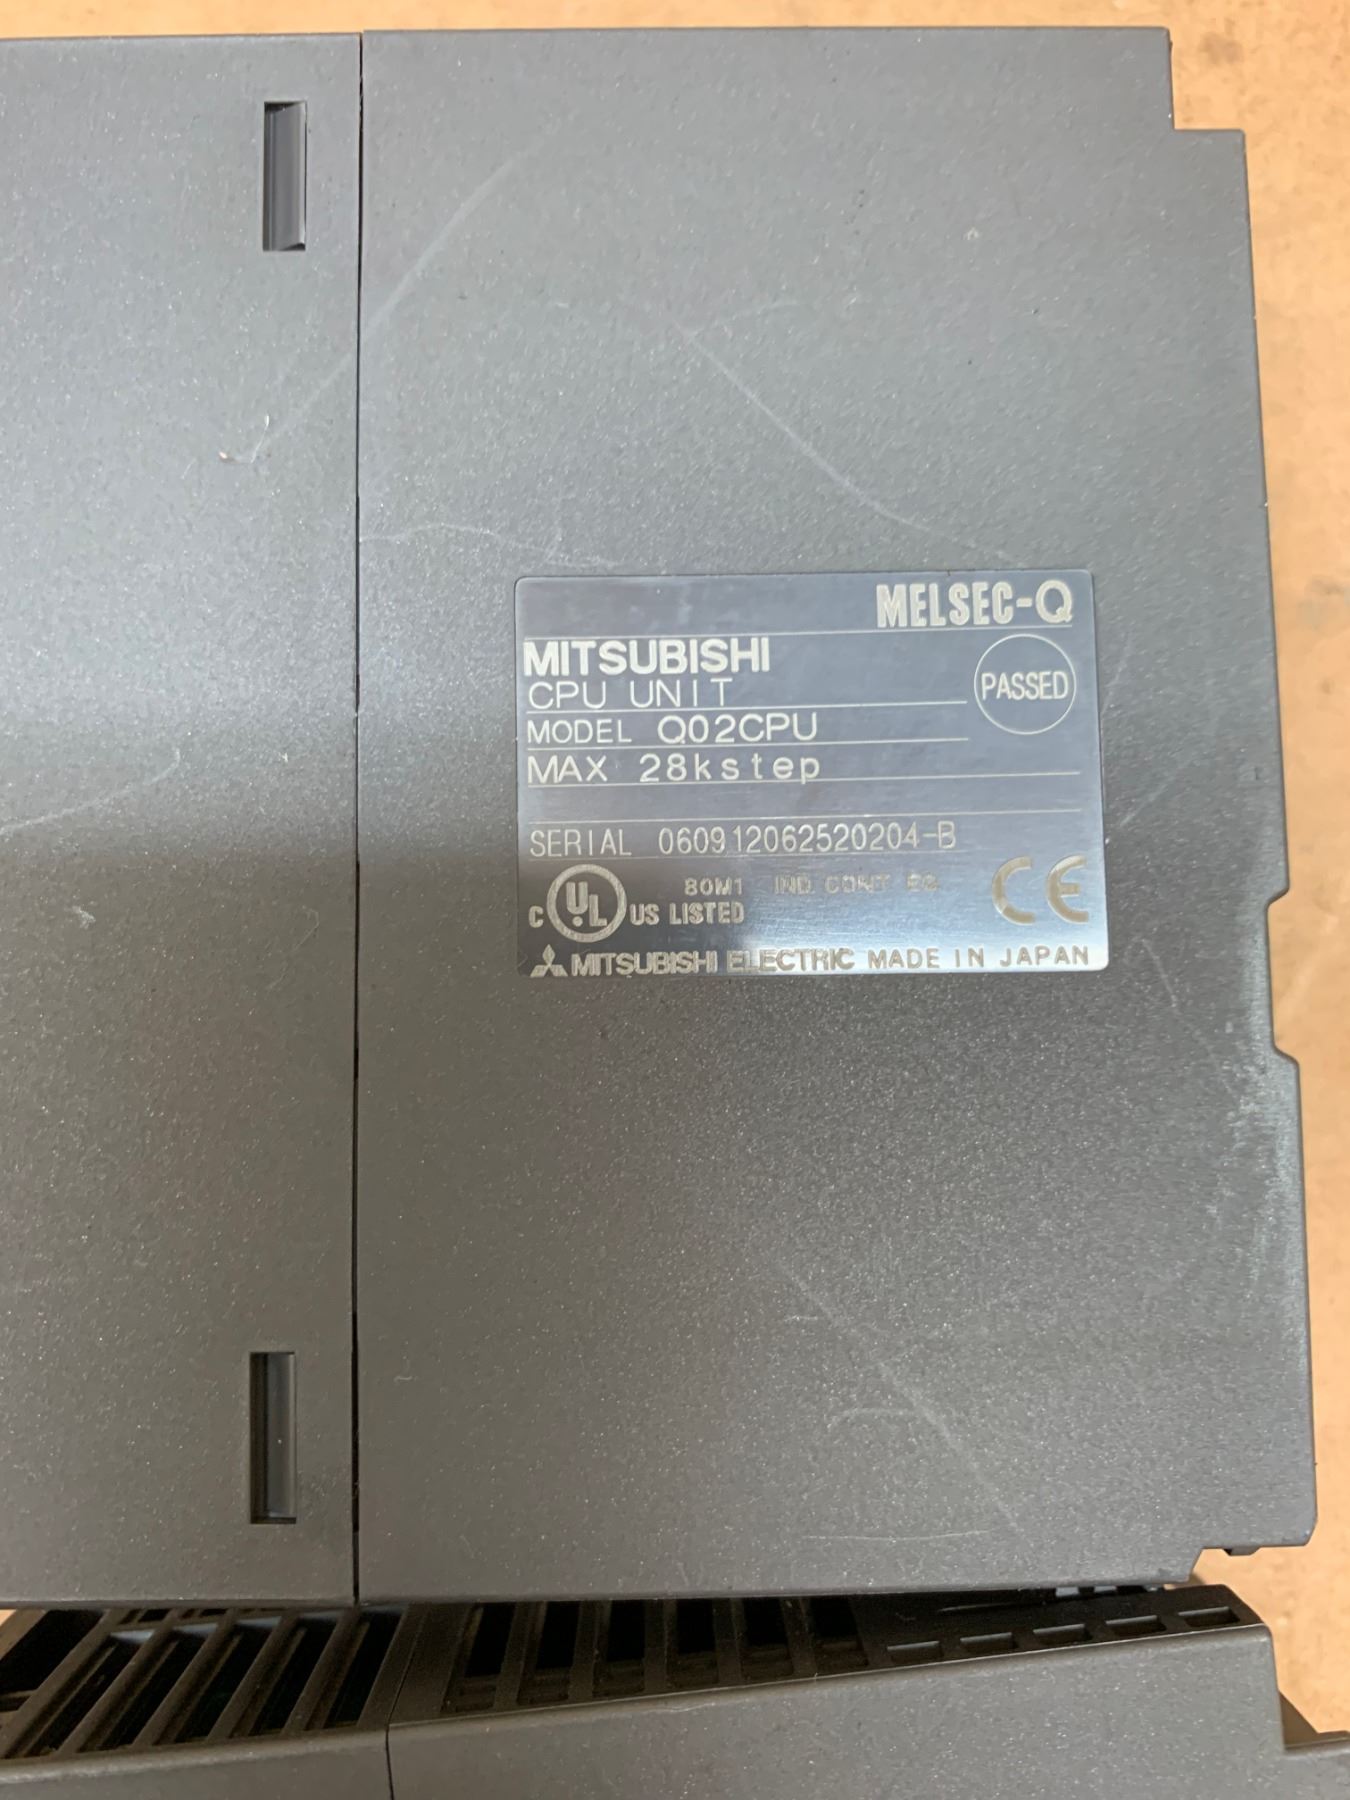 MELSEC-Q
MITSUBISHI
CPU UNIT
PASSED
MODEL Q02CPU
MAX 28kstep
SERIAL 060912062520204-B
C UL US LISTED
80M1 IND. CONT. EQ.
CE
MITSUBISHI ELECTRIC MADE IN JAPAN